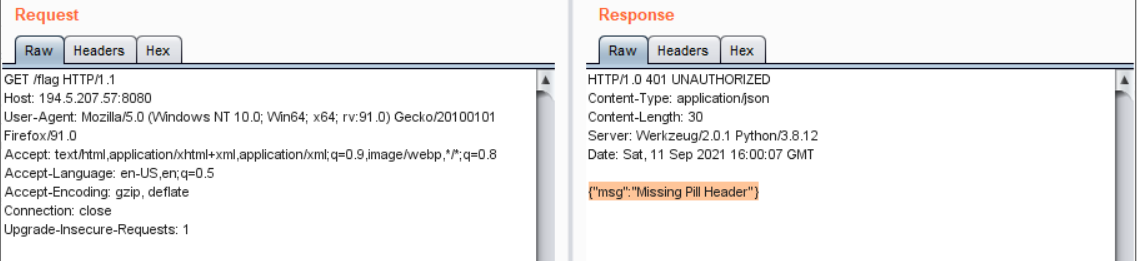 Request
Raw Headers Hex
GET /flag HTTP/1.1
Host: 194.5.207.57:8080
User-Agent: Mozilla/5.0 (Windows NT 10.0; Win64; x64; rv:91.0) Gecko/20100101
Firefox/91.0
Accept: text/html,application/xhtml+xml,application/xml;q=0.9,image/webp,*/*;q=0.8
Accept-Language: en-US,en;q=0.5
Accept-Encoding: gzip, deflate
Connection: close
Upgrade-Insecure-Requests: 1
Response
Raw Headers Hex
HTTP/1.0 401 UNAUTHORIZED
Content-Type: application/json
Content-Length: 30
Server: Werkzeug/2.0.1 Python/3.8.12
Date: Sat, 11 Sep 2021 16:00:07 GMT
{"msg":"Missing Pill Header"}